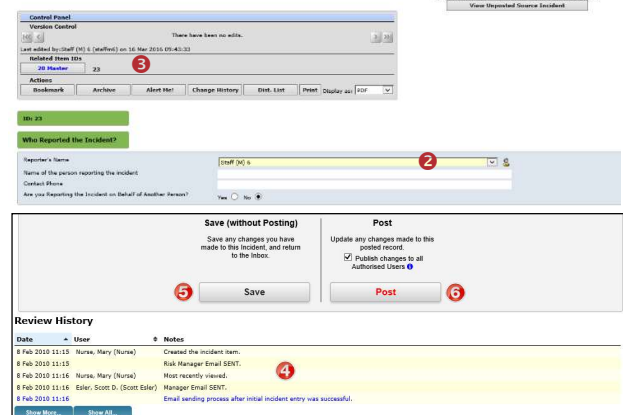 View Unposted Source Incident
Control Panel
Version Control
There have been no edits.
Last edited by:Staff (M) 6 (staffm6) on 16 Mar 2016 05:43:33
Related Item IDs
20 Master 23
3
Actions
Bookmark Archive Alert Me! Change History Dist. List Print Display as: PDF
ID: 23
Who Reported the Incident?
Reporter's Name Staff (M) 6
2
Name of the person reporting the incident
Contact Phone
Are you Reporting the Incident on Behalf of Another Person? Yes No
Save (without Posting) Post
Save any changes you have made to this Incident, and return to the Inbox.
Update any changes made to this posted record.
Publish changes to all Authorised Users
5 Save Post 6
Review History
Date User Notes
8 Feb 2010 11:15 Nurse, Mary (Nurse) Created the incident item.
8 Feb 2010 11:15 Risk Manager Email SENT.
8 Feb 2010 11:16 Nurse, Mary (Nurse) Most recently viewed.
4
8 Feb 2010 11:16 Esler, Scott D. (Scott Esler) Manager Email SENT.
8 Feb 2010 11:16 Email sending process after initial incident entry was successful.
Show More... Show All...